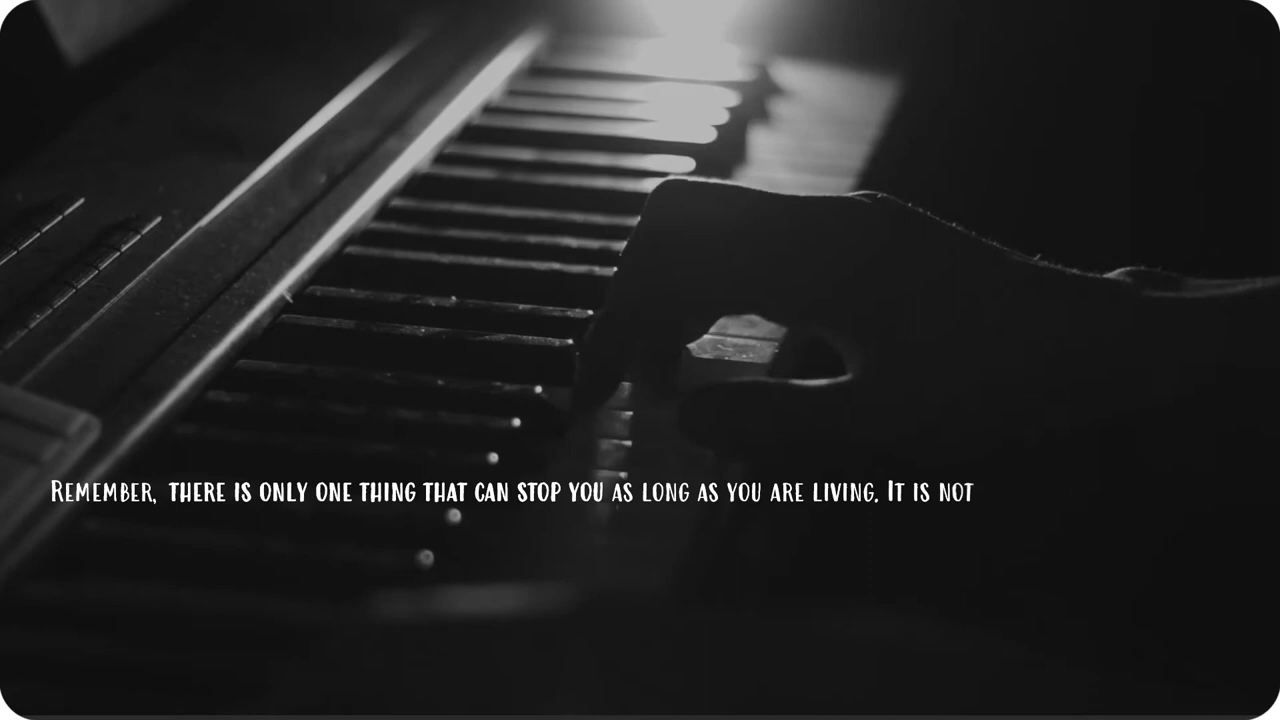 Remember, there is only one thing that can stop you as long as you are living. It is not